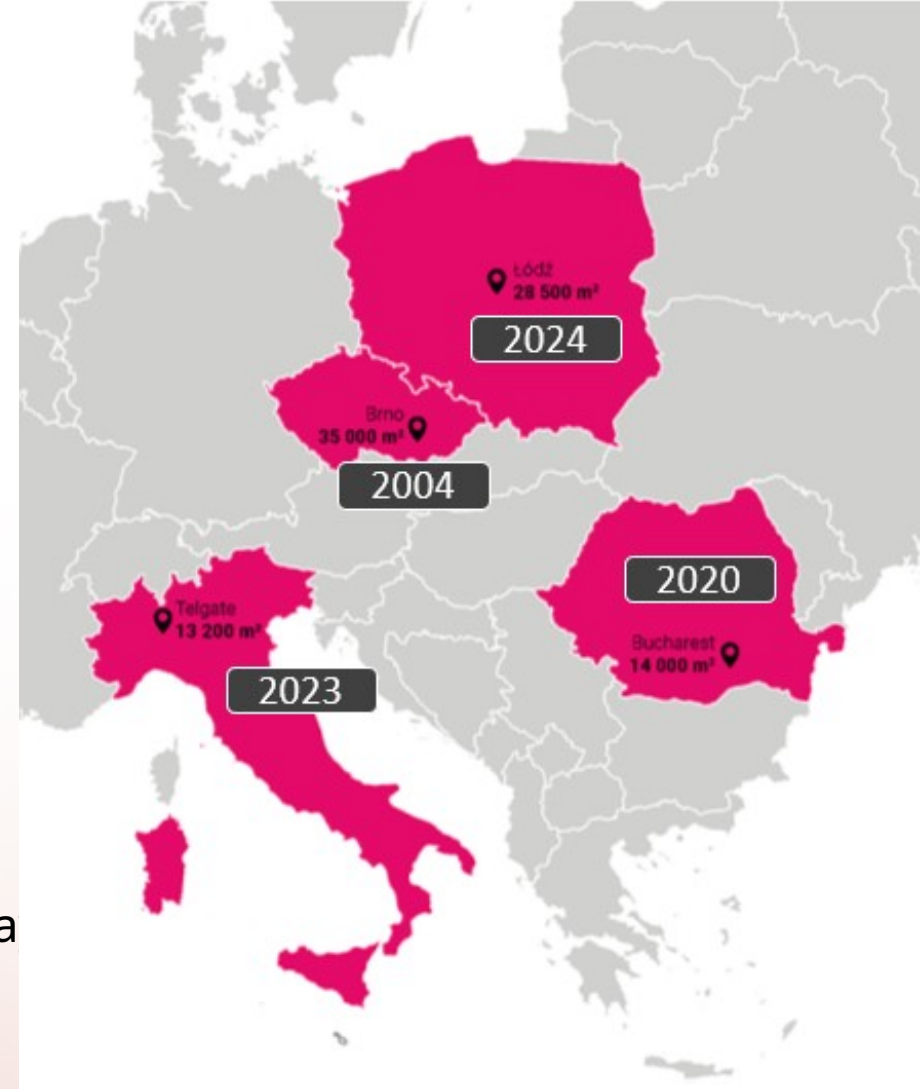 Łódź
28 500 m²
2024
Brno
35 000 m²
2004
2020
Bucharest
14 000 m²
Telgate
13 200 m²
2023
a